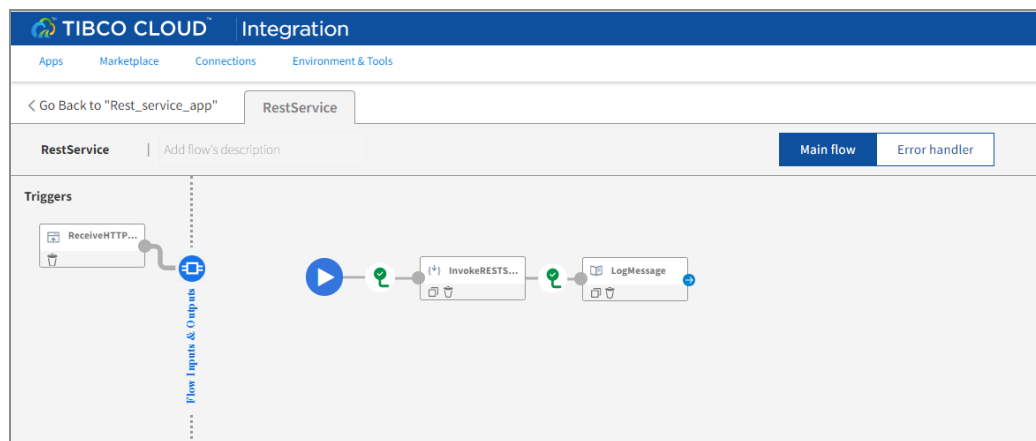 TIBCO CLOUD™ Integration
Apps Marketplace Connections Environment & Tools
Go Back to "Rest_service_app" RestService
RestService | Add flow's description Main flow Error handler
Triggers
ReceiveHTTP...
InvokeRESTS... LogMessage
Flow Inputs & Outputs